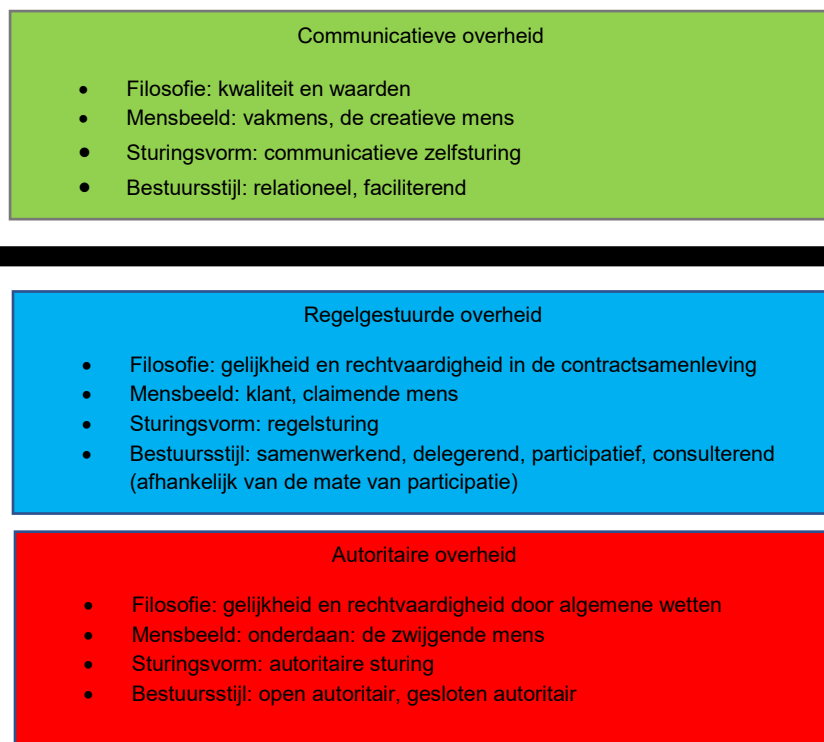 Communicatieve overheid
• Filosofie: kwaliteit en waarden
• Mensbeeld: vakmens, de creatieve mens
• Sturingsvorm: communicatieve zelfsturing
• Bestuursstijl: relationeel, faciliterend
Regelgestuurde overheid
• Filosofie: gelijkheid en rechtvaardigheid in de contractsamenleving
• Mensbeeld: klant, claimende mens
• Sturingsvorm: regelsturing
• Bestuursstijl: samenwerkend, delegerend, participatief, consulterend
(afhankelijk van de mate van participatie)
Autoritaire overheid
• Filosofie: gelijkheid en rechtvaardigheid door algemene wetten
• Mensbeeld: onderdaan: de zwijgende mens
• Sturingsvorm: autoritaire sturing
• Bestuursstijl: open autoritair, gesloten autoritair